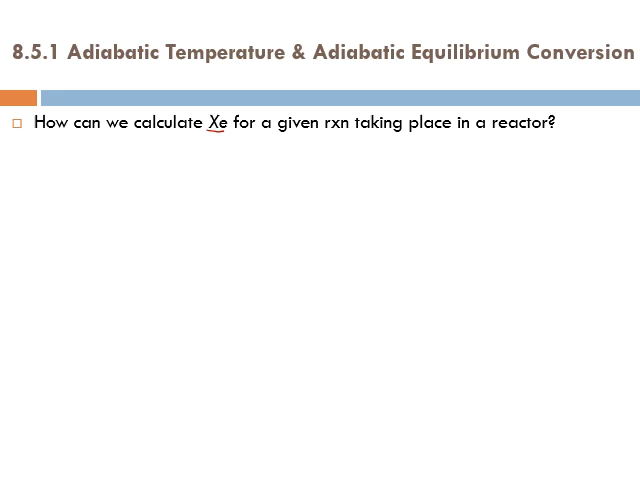 8.5.1 Adiabatic Temperature & Adiabatic Equilibrium Conversion
How can we calculate Xe for a given rxn taking place in a reactor?